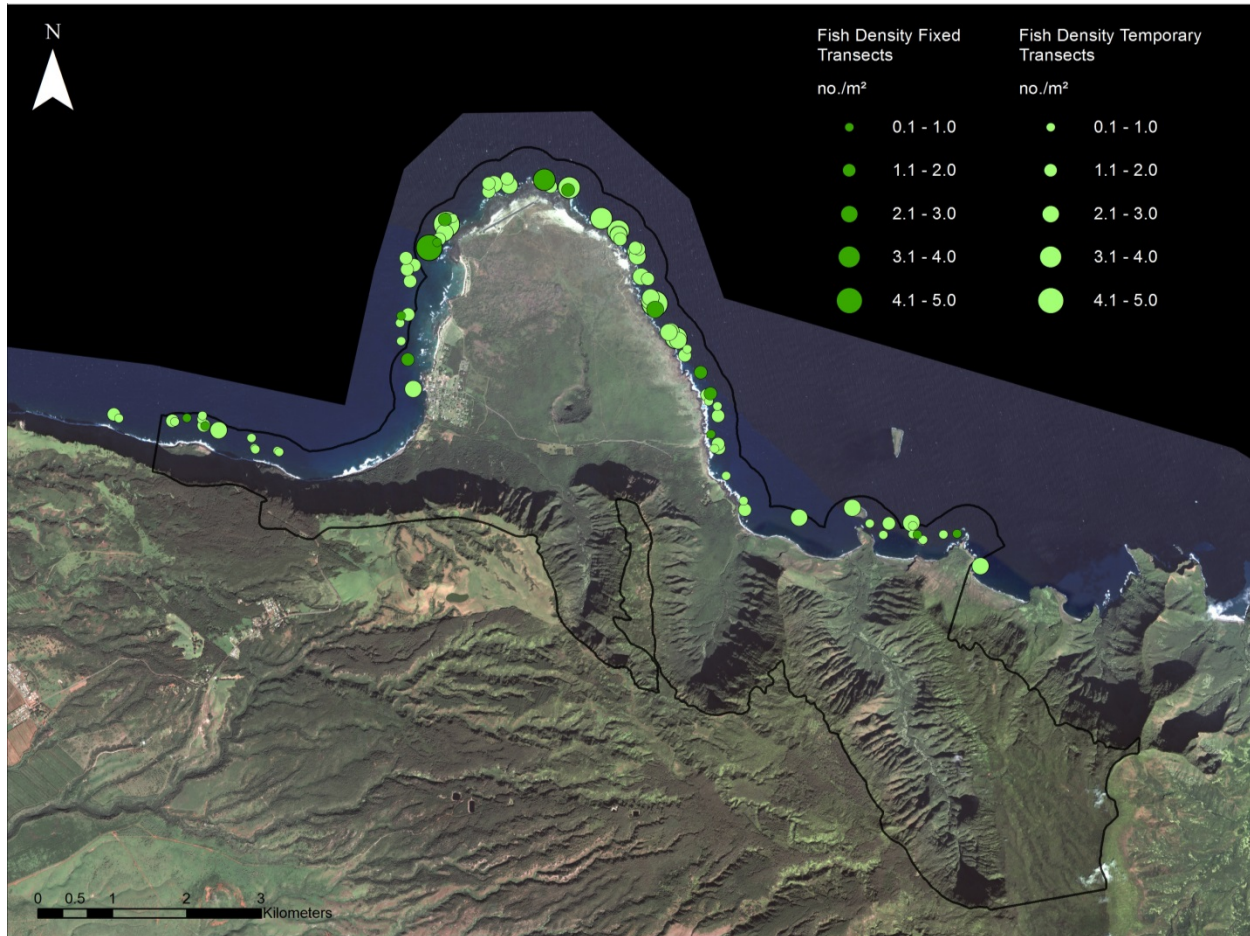 N
Fish Density Fixed
Transects
no./m²
0.1 - 1.0
1.1 - 2.0
2.1 - 3.0
3.1 - 4.0
4.1 - 5.0
Fish Density Temporary
Transects
no./m²
0.1 - 1.0
1.1 - 2.0
2.1 - 3.0
3.1 - 4.0
4.1 - 5.0
0 0.5 1 2 3
Kilometers